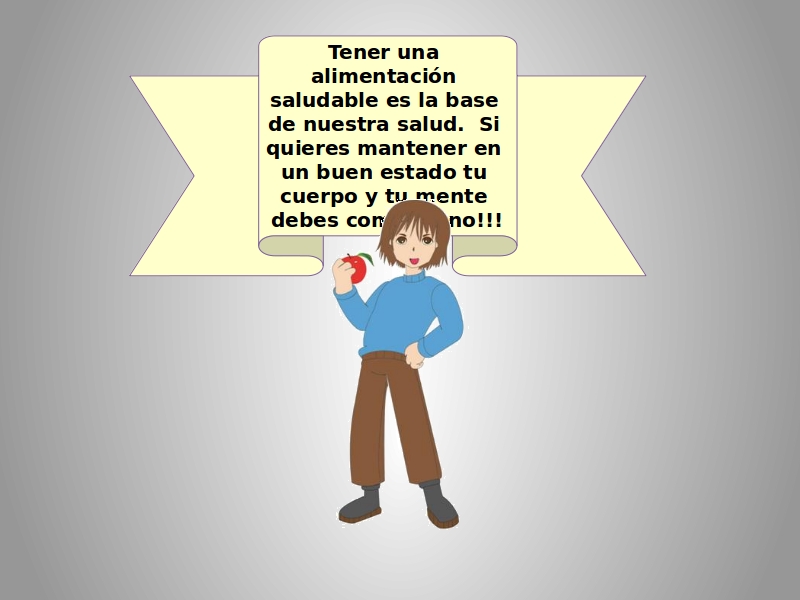 Tener una
alimentación
saludable es la base
de nuestra salud.  Si
quieres mantener en
un buen estado tu
cuerpo y tu mente
debes no!!!